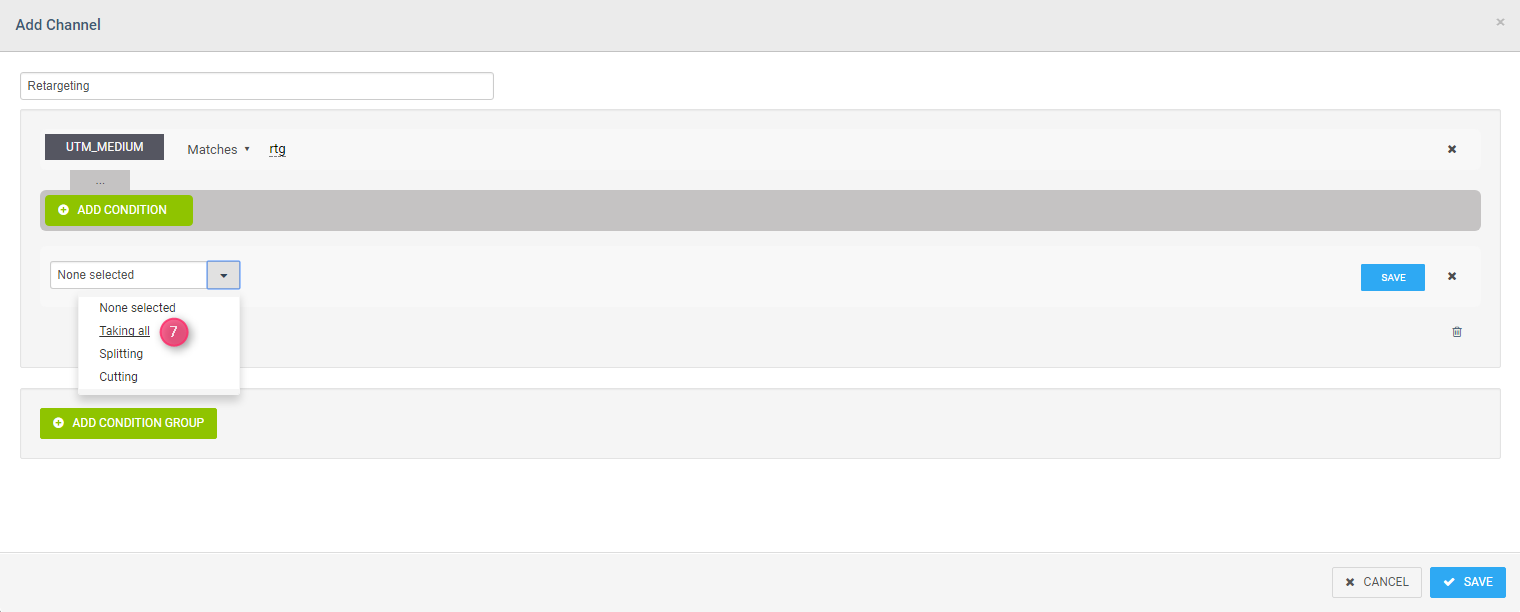 Add Channel
×
Retargeting
UTM_MEDIUM Matches rtg
...
ADD CONDITION
None selected SAVE
None selected
Taking all 7
Splitting
Cutting
ADD CONDITION GROUP
CANCEL SAVE